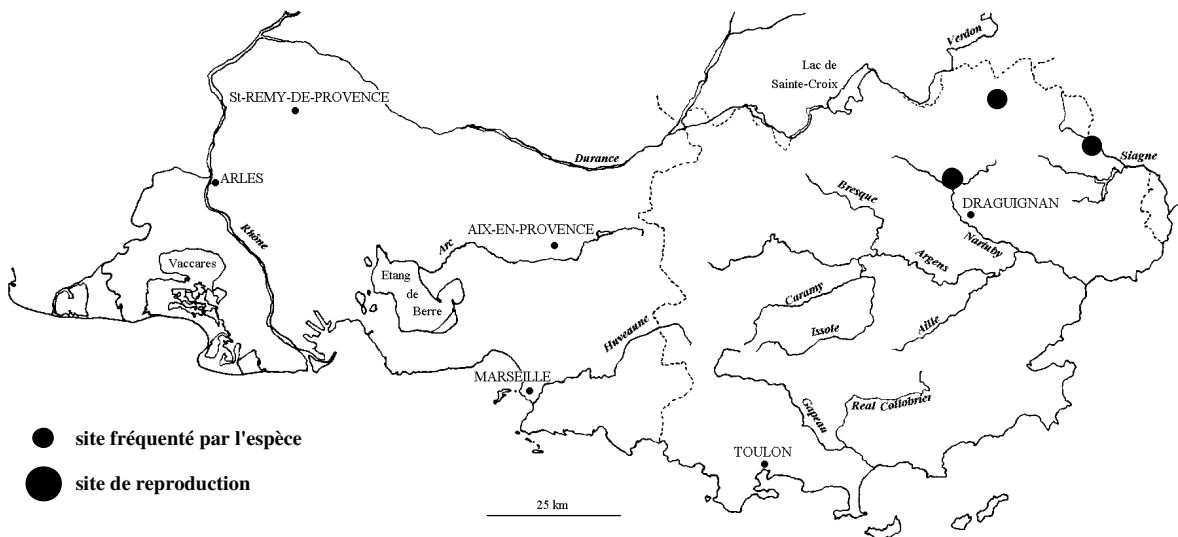 Verdon
Lac de
Sainte-Croix
St-REMY-DE-PROVENCE
Durance
Siagne
ARLES
Bresque
DRAGUIGNAN
Rhône
Arc
AIX-EN-PROVENCE
Nartuby
Vaccares
Argens
Etang
de
Berre
Caramy
Issole
Aille
Huveaune
MARSEILLE
Gapeau
Real Collobrier
site fréquenté par l'espèce
TOULON
site de reproduction
25 km